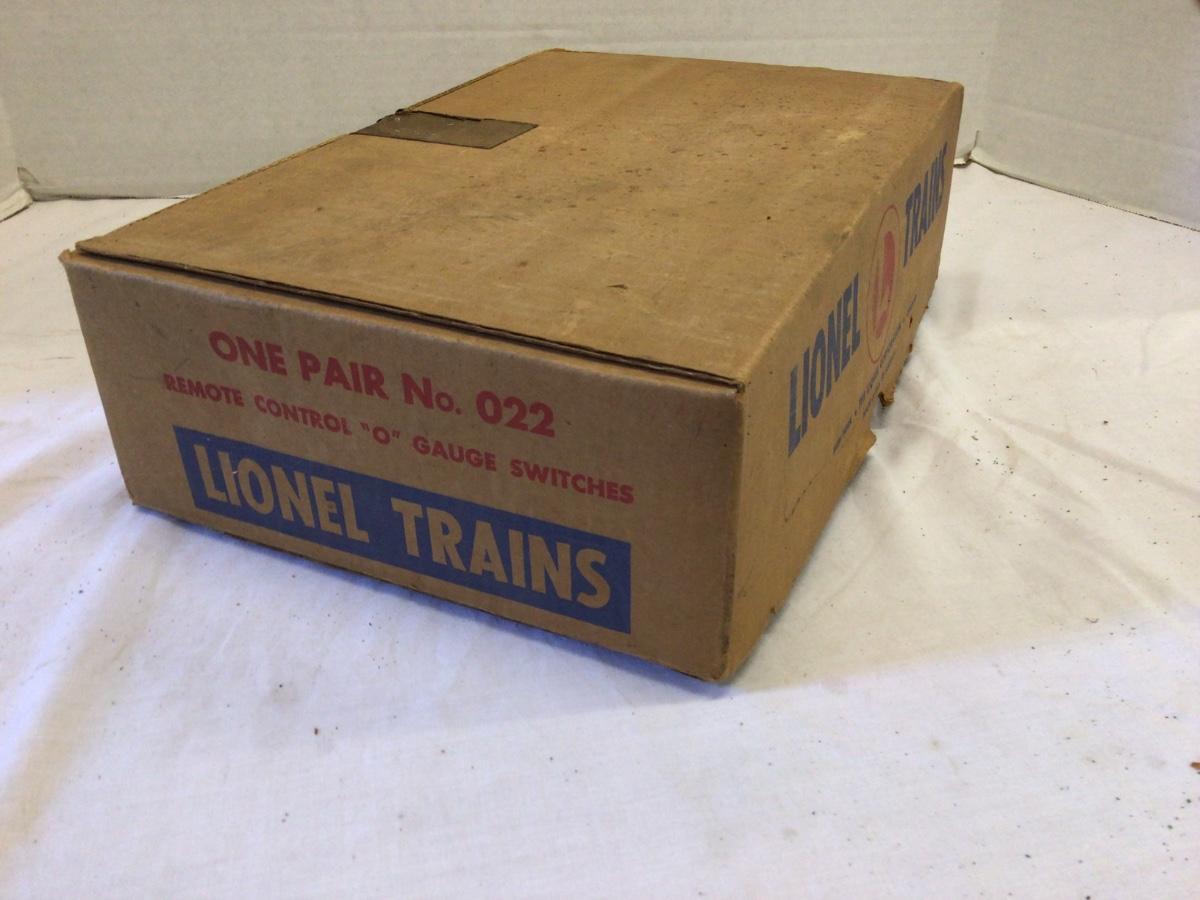 ONE PAIR No. 022
REMOTE CONTROL "O" GAUGE SWITCHES
LIONEL TRAINS
LIONEL L TRAINS